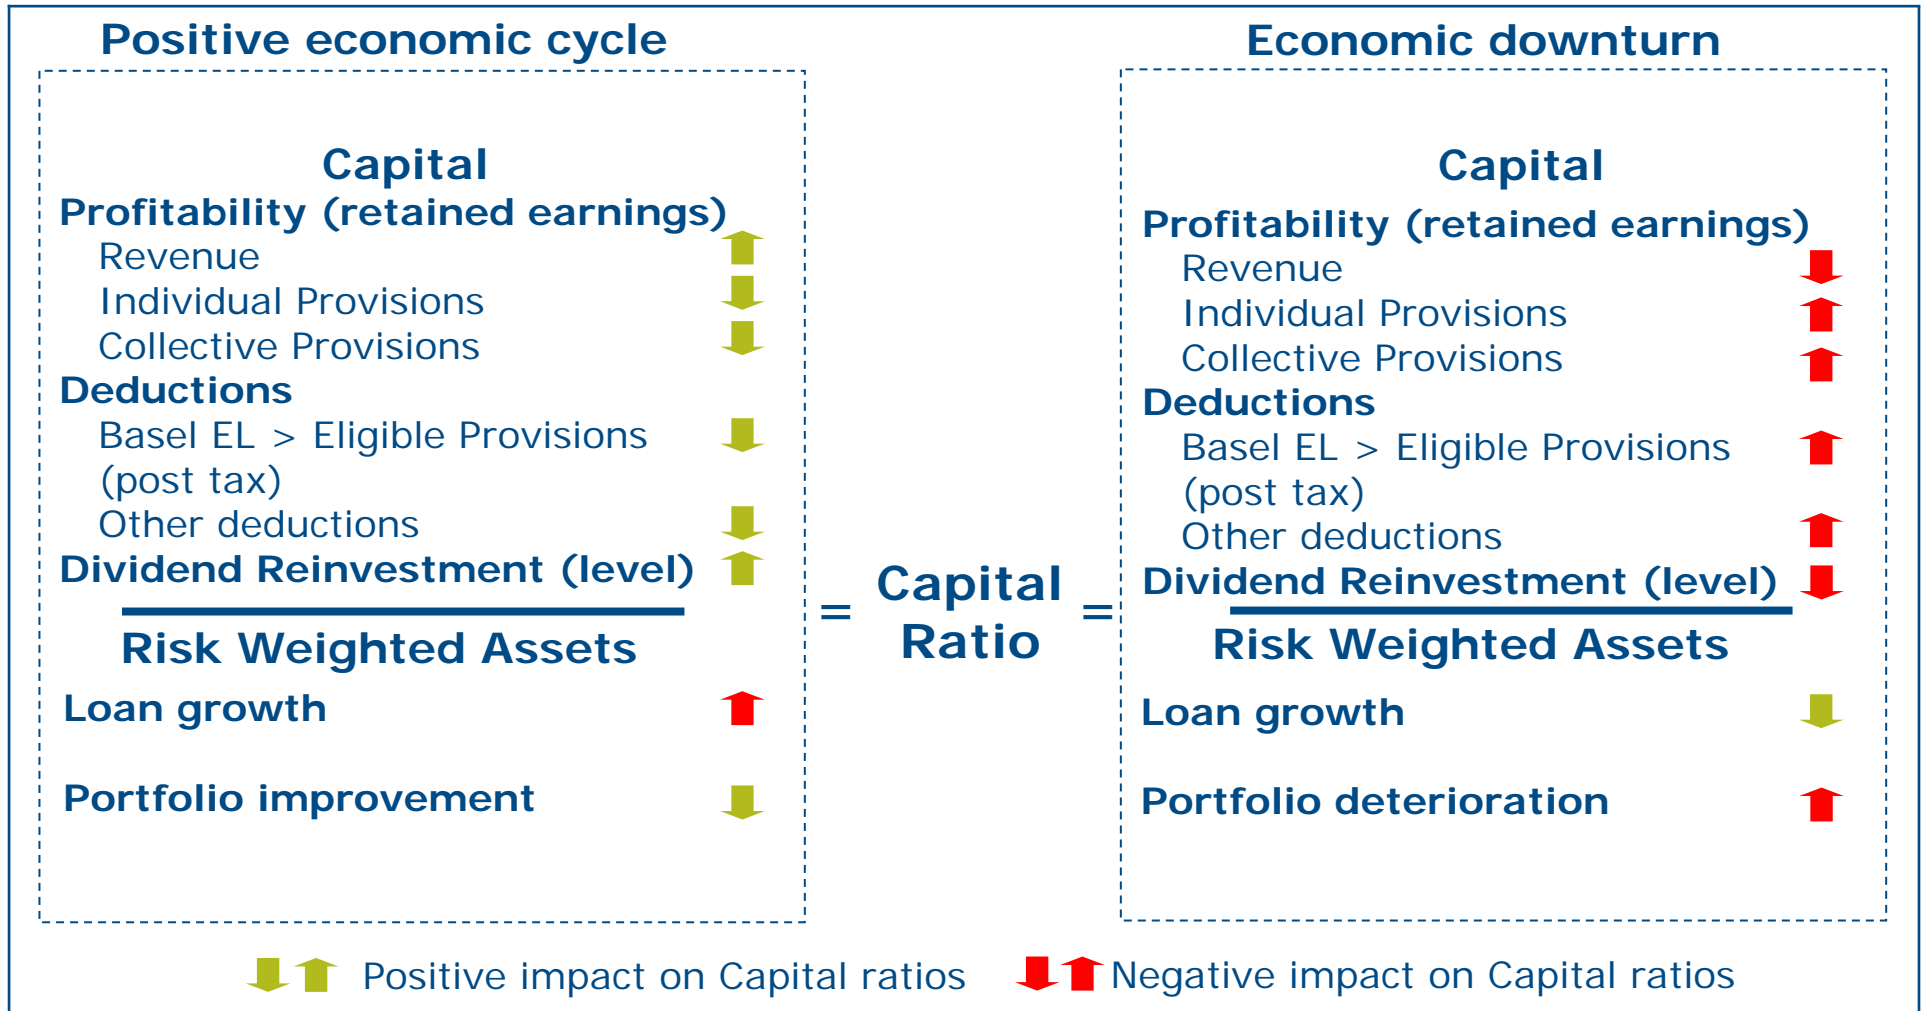 Positive economic cycle
Capital
Profitability (retained earnings)
Revenue
Individual Provisions
Collective Provisions
Deductions
Basel EL > Eligible Provisions
(post tax)
Other deductions
Dividend Reinvestment (level)
Risk Weighted Assets
Loan growth
Portfolio improvement
= Capital =
Ratio
Economic downturn
Capital
Profitability (retained earnings)
Revenue
Individual Provisions
Collective Provisions
Deductions
Basel EL > Eligible Provisions
(post tax)
Other deductions
Dividend Reinvestment (level)
Risk Weighted Assets
Loan growth
Portfolio deterioration
Positive impact on Capital ratios
Negative impact on Capital ratios